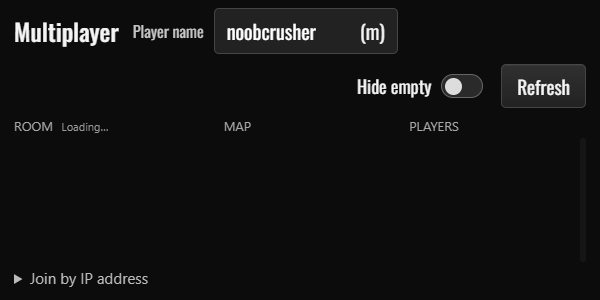 Multiplayer Player name noobcrusher (m)
Hide empty Refresh
ROOM Loading... MAP PLAYERS
Join by IP address